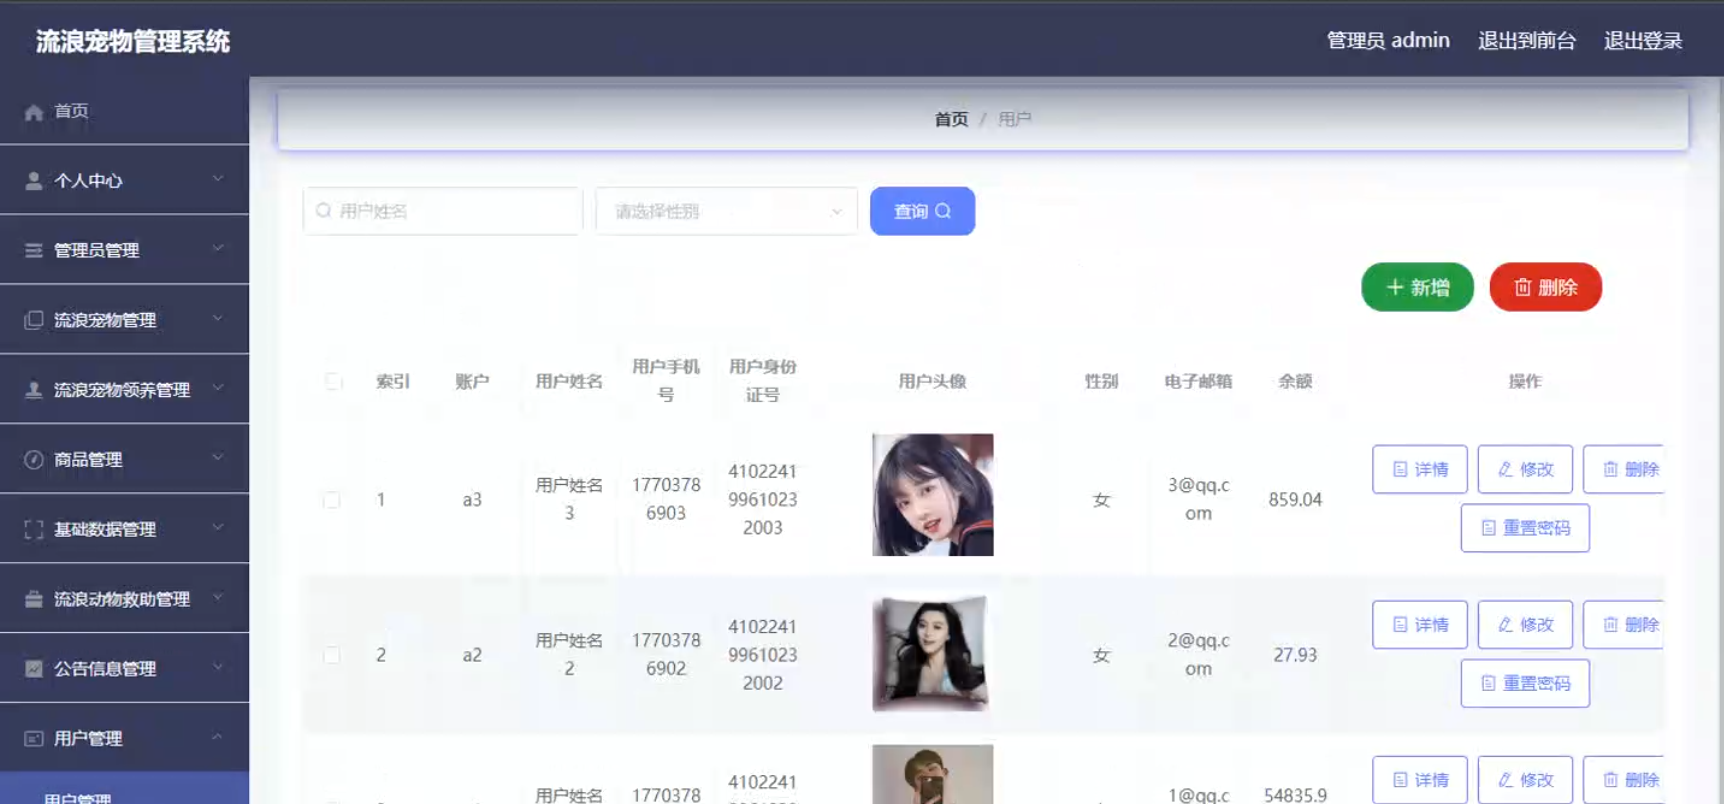 流浪宠物管理系统
管理员 admin 退出到前台 退出登录
首页
个人中心
管理员管理
流浪宠物管理
流浪宠物领养管理
商品管理
基础数据管理
流浪动物救助管理
公告信息管理
用户管理
用户管理
首页 / 用户
用户姓名 请选择性别 查询
新增 删除
索引 账户 用户姓名 用户手机号 用户身份证号 用户头像 性别 电子邮箱 余额 操作
1 a3 用户姓名3 17703786903 410224199610232003 女 3@qq.com 859.04 详情 修改 删除
重置密码
2 a2 用户姓名2 17703786902 410224199610232002 女 2@qq.com 27.93 详情 修改 删除
重置密码
用户姓名 1770378 4102241 1@qq.c 54835.9 详情 修改 删除